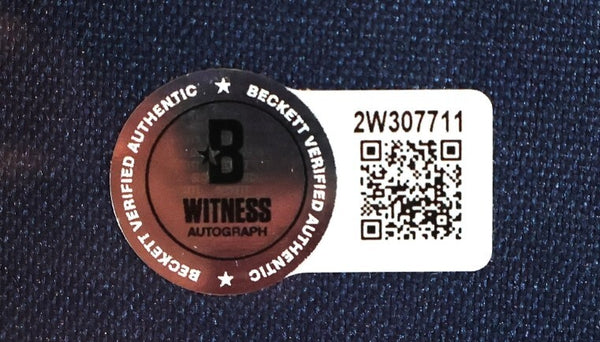 BECKETT VERIFIED AUTHENTIC ★ BECKETT VERIFIED AUTHENTIC ★
B
WITNESS
AUTOGRAPH
2W307711